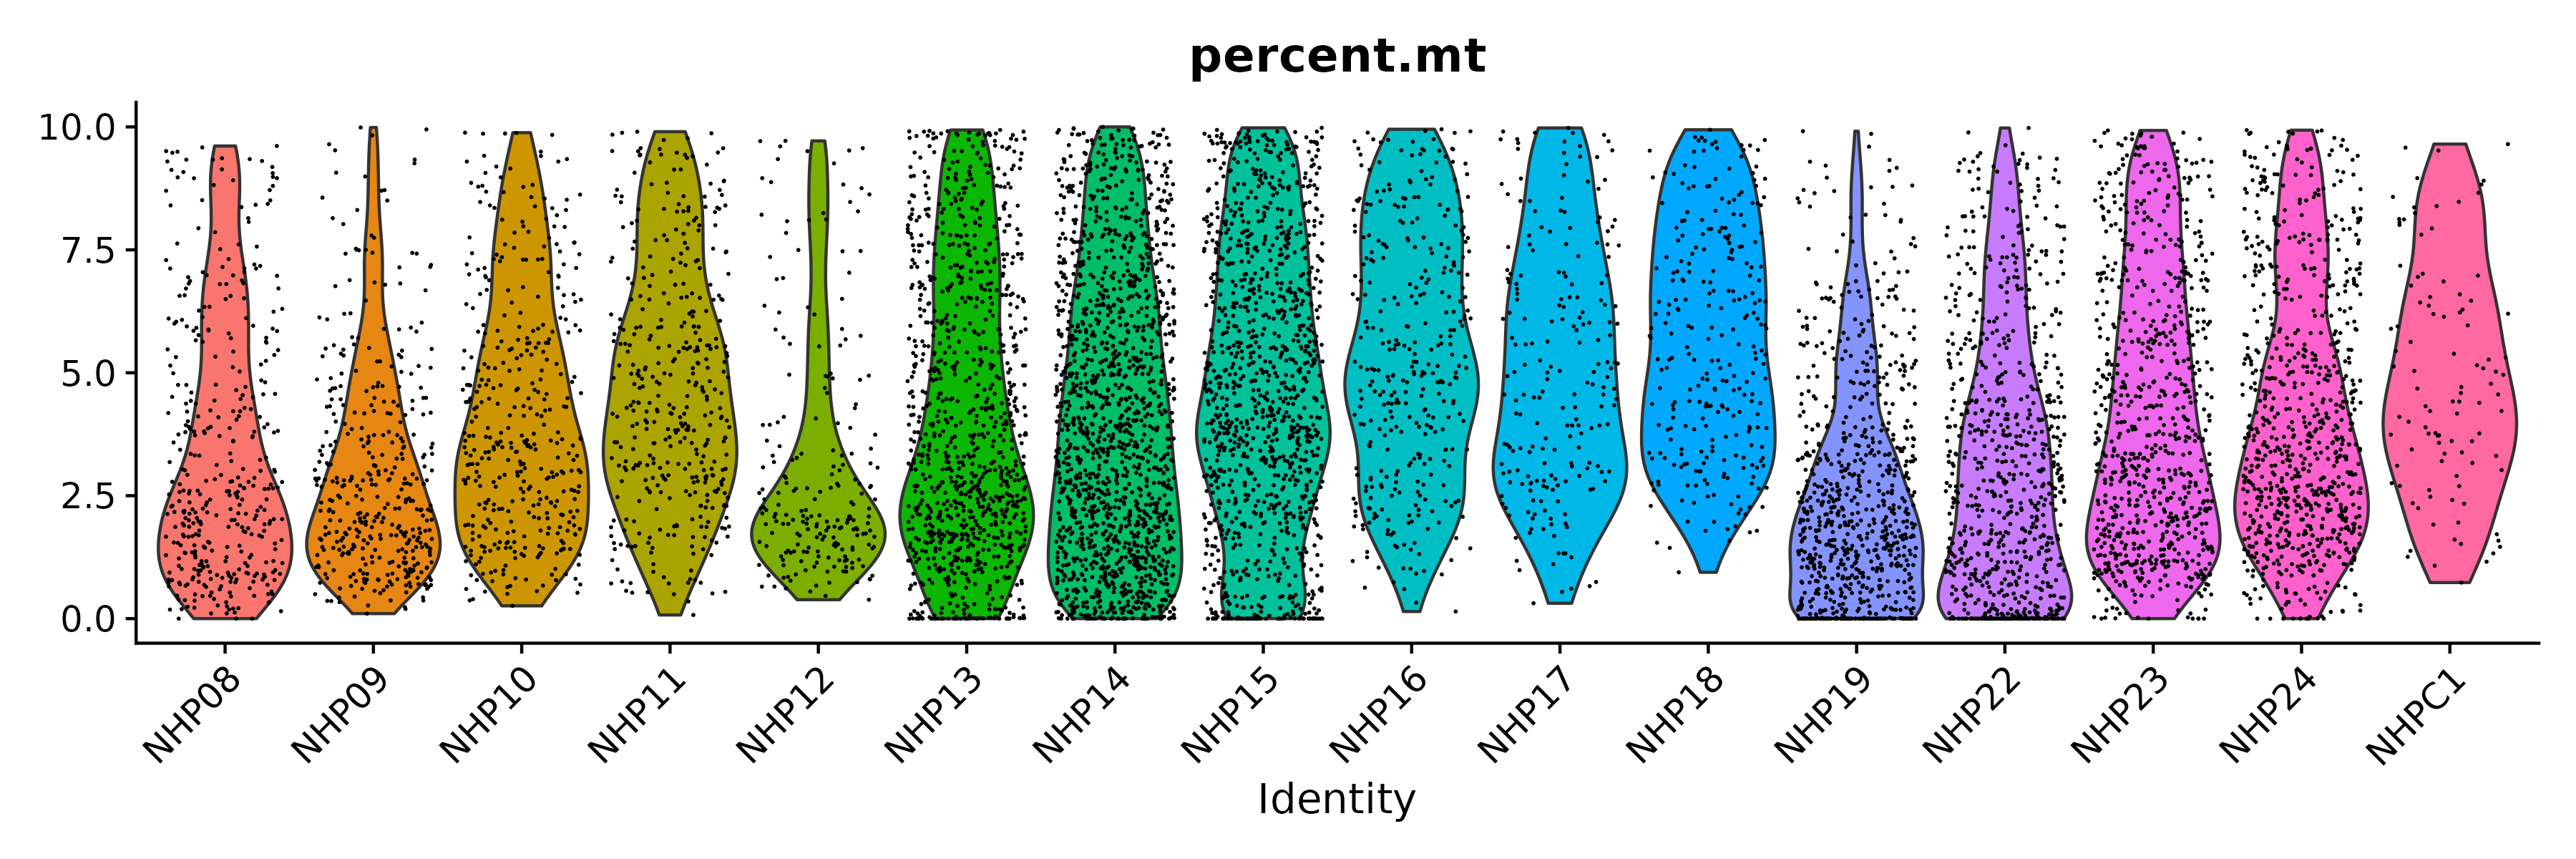 percent.mt
10.0
7.5
5.0
2.5
0.0
NHP08 NHP09 NHP10 NHP11 NHP12 NHP13 NHP14 NHP15 NHP16 NHP17 NHP18 NHP19 NHP22 NHP23 NHP24 NHPC1
Identity